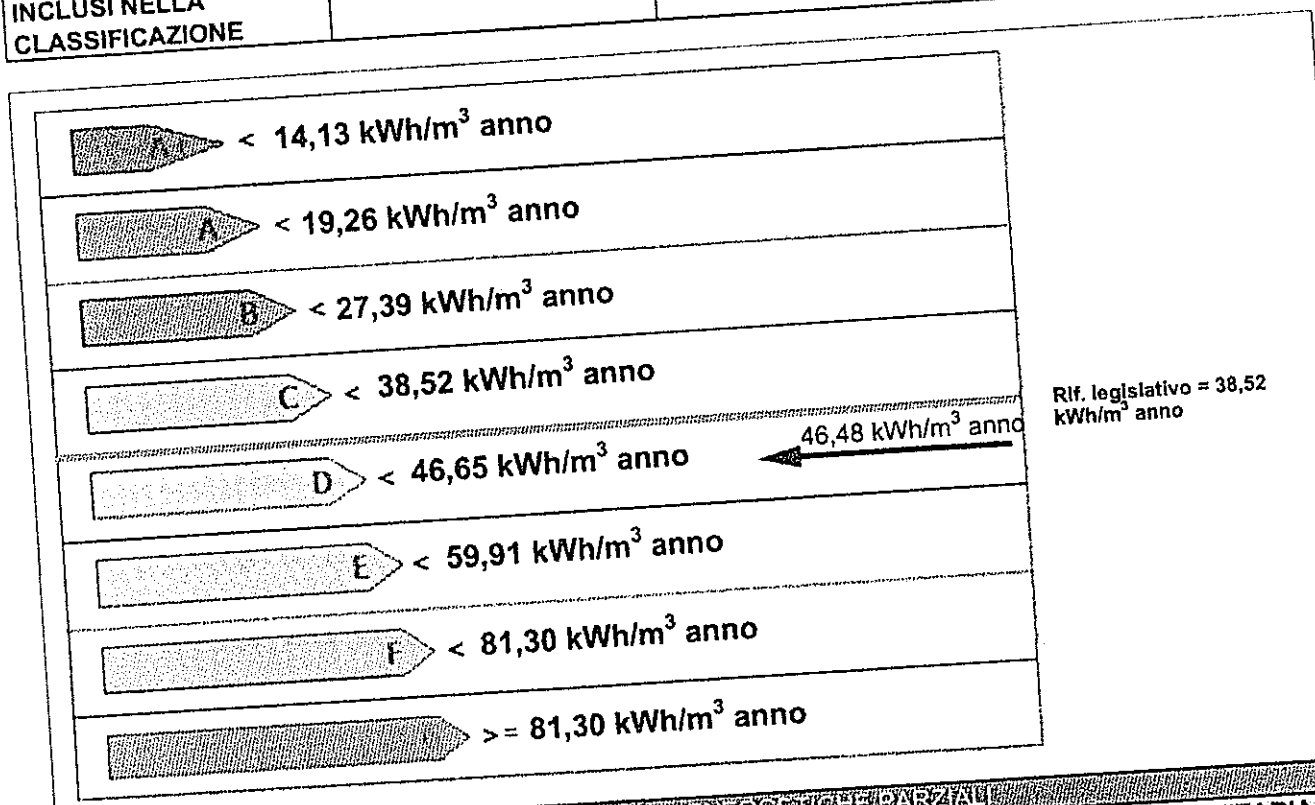 INCLUSI NELLA
CLASSIFICAZIONE
A+ < 14,13 kWh/m³ anno
A < 19,26 kWh/m³ anno
B < 27,39 kWh/m³ anno
C < 38,52 kWh/m³ anno
Rif. legislativo = 38,52
kWh/m³ anno
46,48 kWh/m³ anno
D < 46,65 kWh/m³ anno
E < 59,91 kWh/m³ anno
F < 81,30 kWh/m³ anno
>= 81,30 kWh/m³ anno
PARZIALI